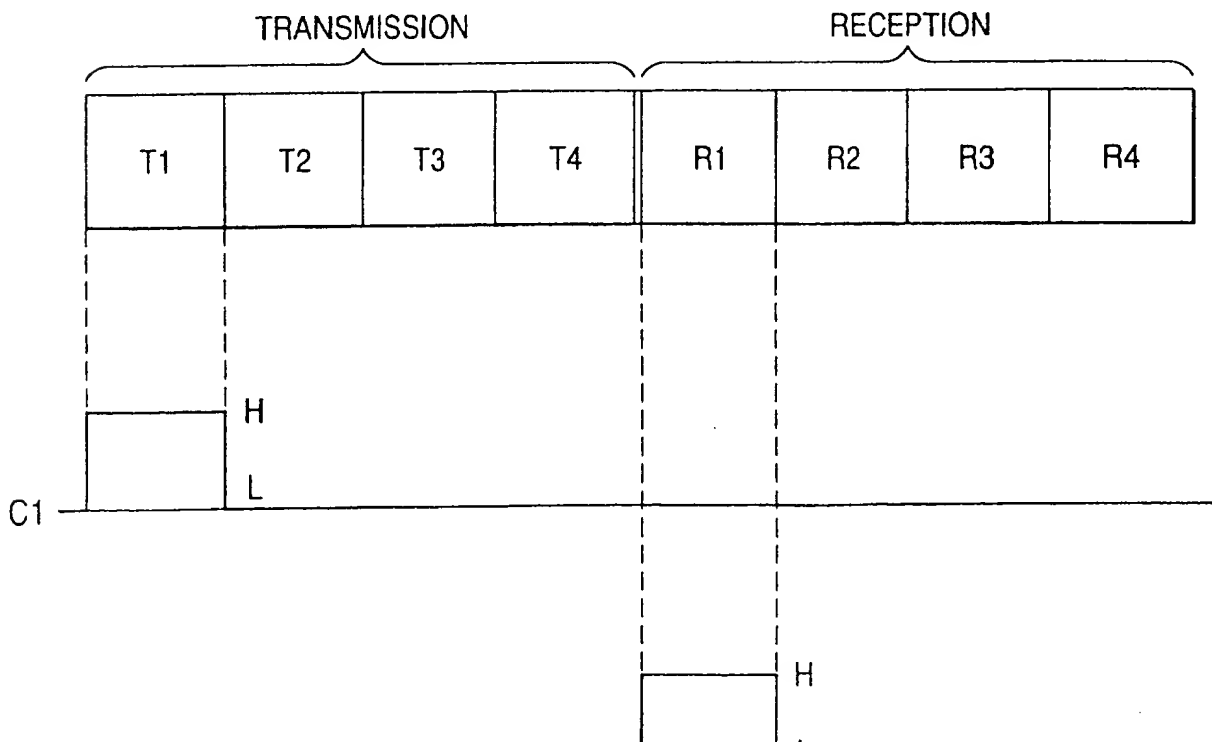 TRANSMISSION RECEPTION
T1 T2 T3 T4 R1 R2 R3 R4
H
L
C1
H